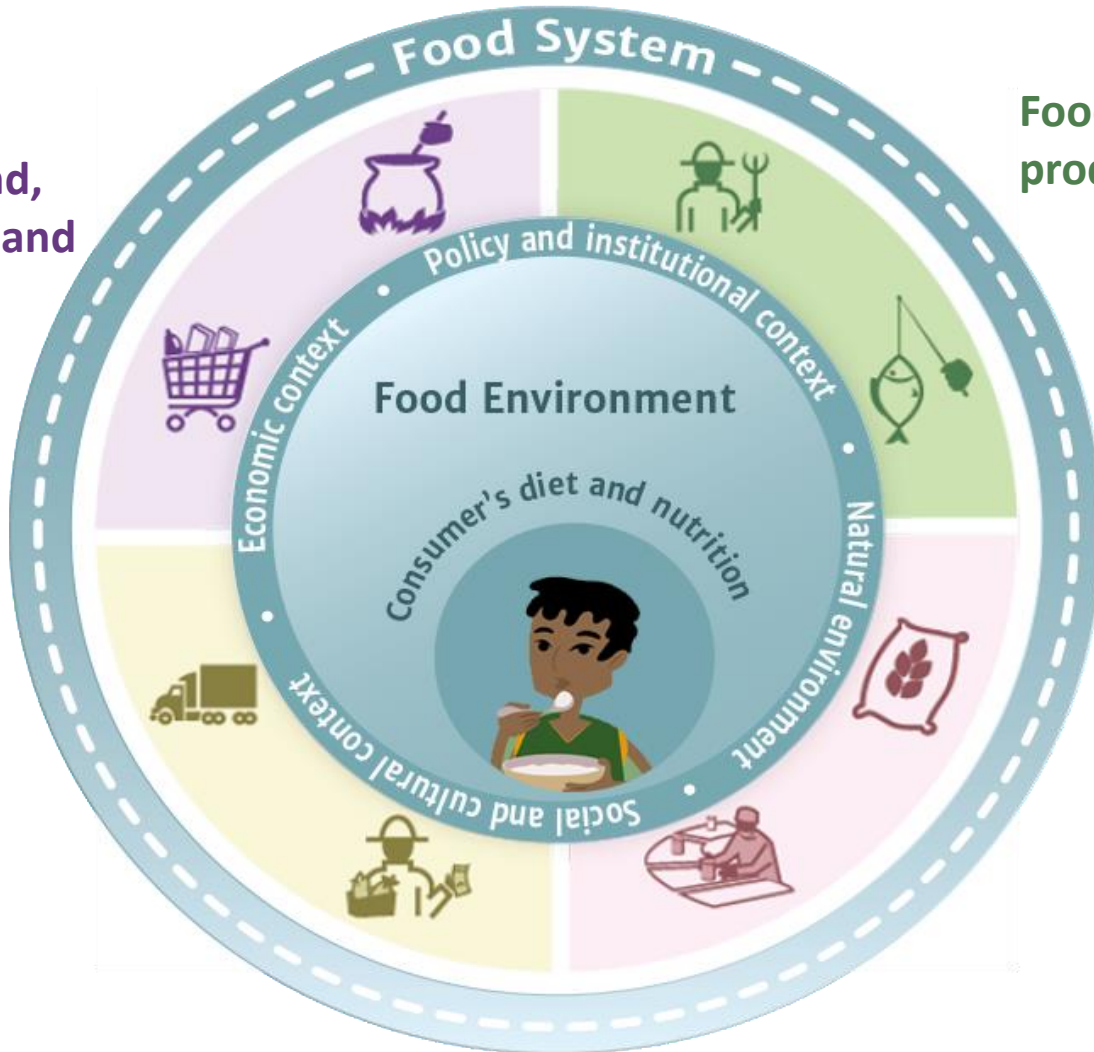 Food System
Foo
proc
nd,
and
Policy and institutional context
Economic context
Natural environment
Social and cultural context
Food Environment
Consumer's diet and nutrition